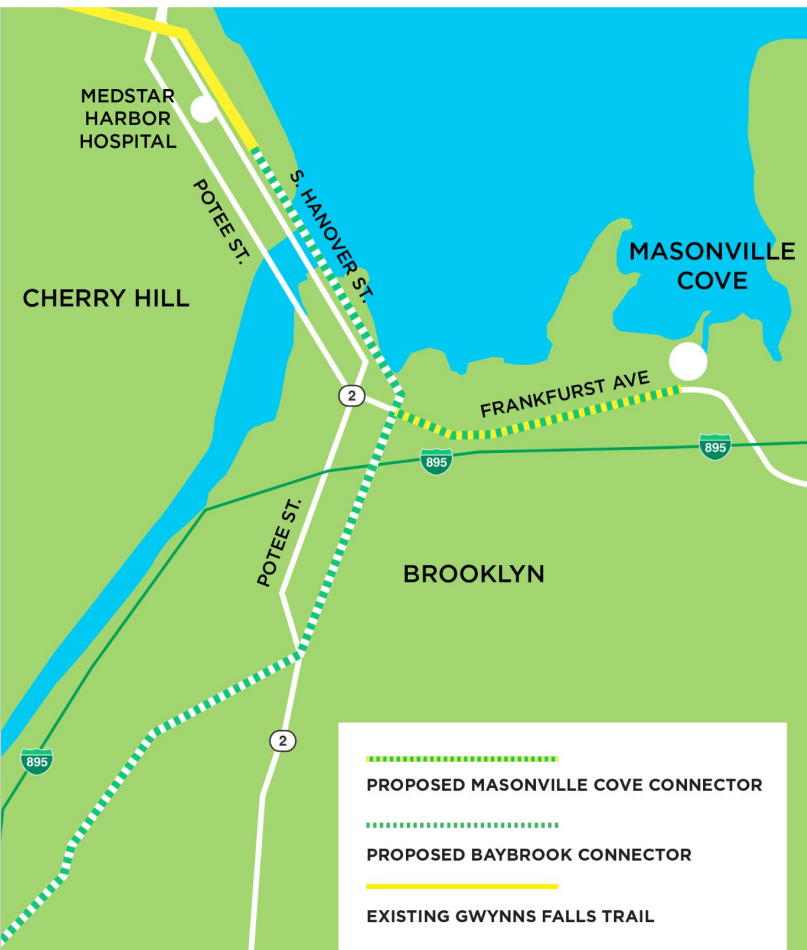 MEDSTAR
HARBOR
HOSPITAL
POTEE ST.
S. HANOVER ST.
CHERRY HILL
MASONVILLE
COVE
2
FRANKFURST AVE
895
895
POTEE ST.
BROOKLYN
2
895
PROPOSED MASONVILLE COVE CONNECTOR
PROPOSED BAYBROOK CONNECTOR
EXISTING GWYNNS FALLS TRAIL